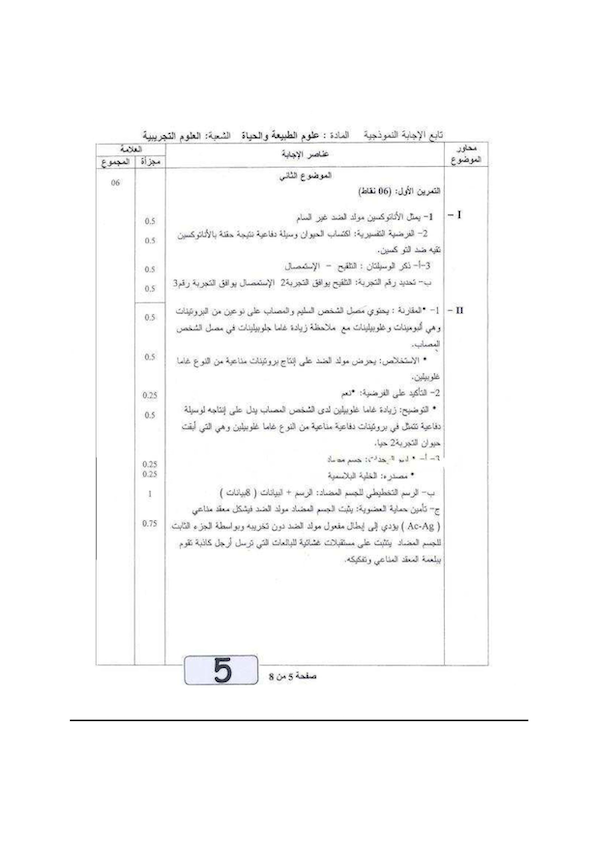 تابع الإجابة النموذجية المادة : علوم الطبيعة والحياة الشعبة: العلوم التجريبية
محاور الموضوع
عناصر الإجابة
العلامة
مجزأة
المجموع
الموضوع الثاني
06
التمرين الأول: (06 نقاط)
I - 1- يمثل الأناتوكسين مولد الضد غير السام
0.5
2- الفرضية التفسيرية: اكتساب الحيوان وسيلة دفاعية نتيجة حقنة بالأناتوكسين
0.5
تقيه ضد التوكسين.
3-أ- ذكر الوسيلتان : التلقيح - الإستمصال
0.5
ب- تحديد رقم التجربة: التلقيح يوافق التجربة2 الإستمصال يوافق التجربة رقم3
0.5
II - 1- •المقارنة : يحتوي مصل الشخص السليم والمصاب على نوعين من البروتينات
0.5
وهي ألبومينات وغلوبيلينات مع ملاحظة زيادة غاما جلوبيلينات في مصل الشخص
المصاب.
• الاستخلاص: يحرض مولد الضد على إنتاج بروتينات مناعية من النوع غاما
0.5
غلوبيلين.
2- التأكيد على الفرضية: •نعم
0.25
• التوضيح: زيادة غاما غلوبيلين لدى الشخص المصاب يدل على إنتاجه لوسيلة
0.5
دفاعية تتمثل في بروتينات دفاعية مناعية من النوع غاما غلوبيلين وهي التي أبقت
حيوان التجربة2 حيا.
3- أ- • جسم مضاد
0.25
• مصدره: الخلية البلاسمية
0.25
ب- الرسم التخطيطي للجسم المضاد: الرسم + البيانات ( 8بيانات )
1
ج- تأمين حماية العضوية: يثبت الجسم المضاد مولد الضد فيشكل معقد مناعي
( Ac-Ag ) يؤدي إلى إبطال مفعول مولد الضد دون تخريبه وبواسطة الجزء الثابت
0.75
للجسم المضاد يتثبت على مستقبلات غشائية للبالعات التي ترسل أرجل كاذبة تقوم
ببلعمة المعقد المناعي وتفكيكه.
5
صفحة 5 من 8